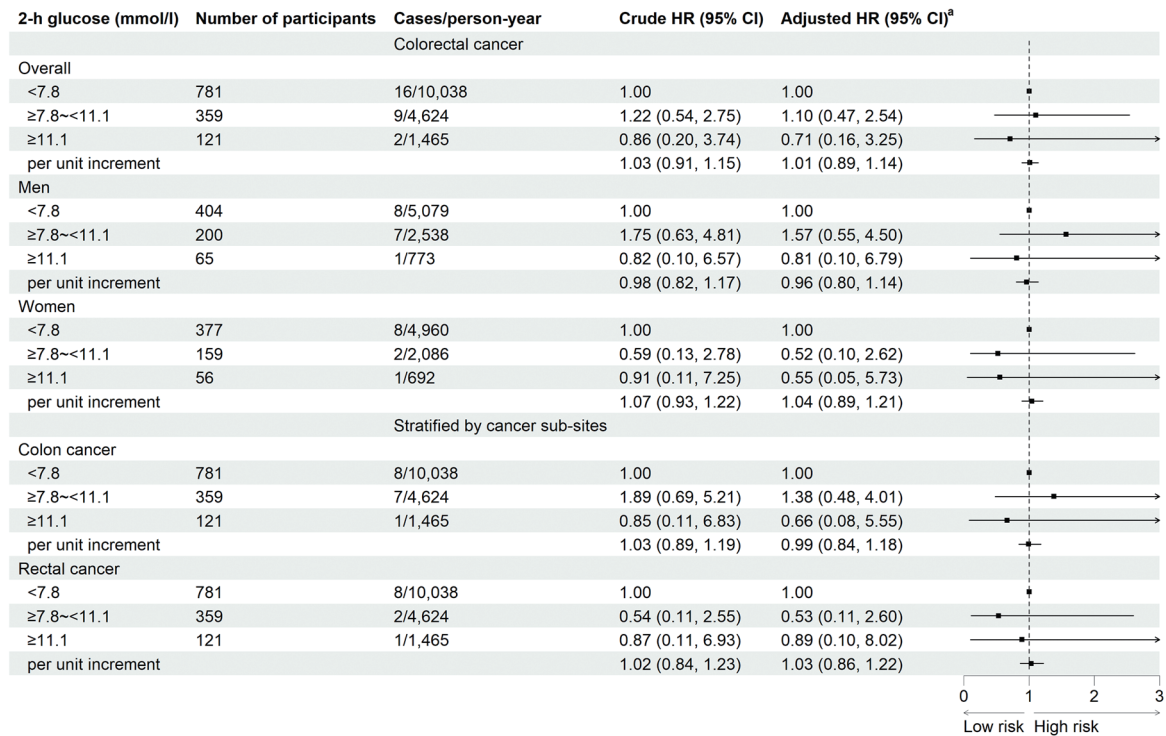 2-h glucose (mmol/l) Number of participants Cases/person-year Crude HR (95% CI) Adjusted HR (95% CI)a
Colorectal cancer
Overall
<7.8 781 16/10,038 1.00 1.00
≥7.8~<11.1 359 9/4,624 1.22 (0.54, 2.75) 1.10 (0.47, 2.54)
≥11.1 121 2/1,465 0.86 (0.20, 3.74) 0.71 (0.16, 3.25)
per unit increment 1.03 (0.91, 1.15) 1.01 (0.89, 1.14)
Men
<7.8 404 8/5,079 1.00 1.00
≥7.8~<11.1 200 7/2,538 1.75 (0.63, 4.81) 1.57 (0.55, 4.50)
≥11.1 65 1/773 0.82 (0.10, 6.57) 0.81 (0.10, 6.79)
per unit increment 0.98 (0.82, 1.17) 0.96 (0.80, 1.14)
Women
<7.8 377 8/4,960 1.00 1.00
≥7.8~<11.1 159 2/2,086 0.59 (0.13, 2.78) 0.52 (0.10, 2.62)
≥11.1 56 1/692 0.91 (0.11, 7.25) 0.55 (0.05, 5.73)
per unit increment 1.07 (0.93, 1.22) 1.04 (0.89, 1.21)
Stratified by cancer sub-sites
Colon cancer
<7.8 781 8/10,038 1.00 1.00
≥7.8~<11.1 359 7/4,624 1.89 (0.69, 5.21) 1.38 (0.48, 4.01)
≥11.1 121 1/1,465 0.85 (0.11, 6.83) 0.66 (0.08, 5.55)
per unit increment 1.03 (0.89, 1.19) 0.99 (0.84, 1.18)
Rectal cancer
<7.8 781 8/10,038 1.00 1.00
≥7.8~<11.1 359 2/4,624 0.54 (0.11, 2.55) 0.53 (0.11, 2.60)
≥11.1 121 1/1,465 0.87 (0.11, 6.93) 0.89 (0.10, 8.02)
per unit increment 1.02 (0.84, 1.23) 1.03 (0.86, 1.22)
0 1 2 3
Low risk High risk